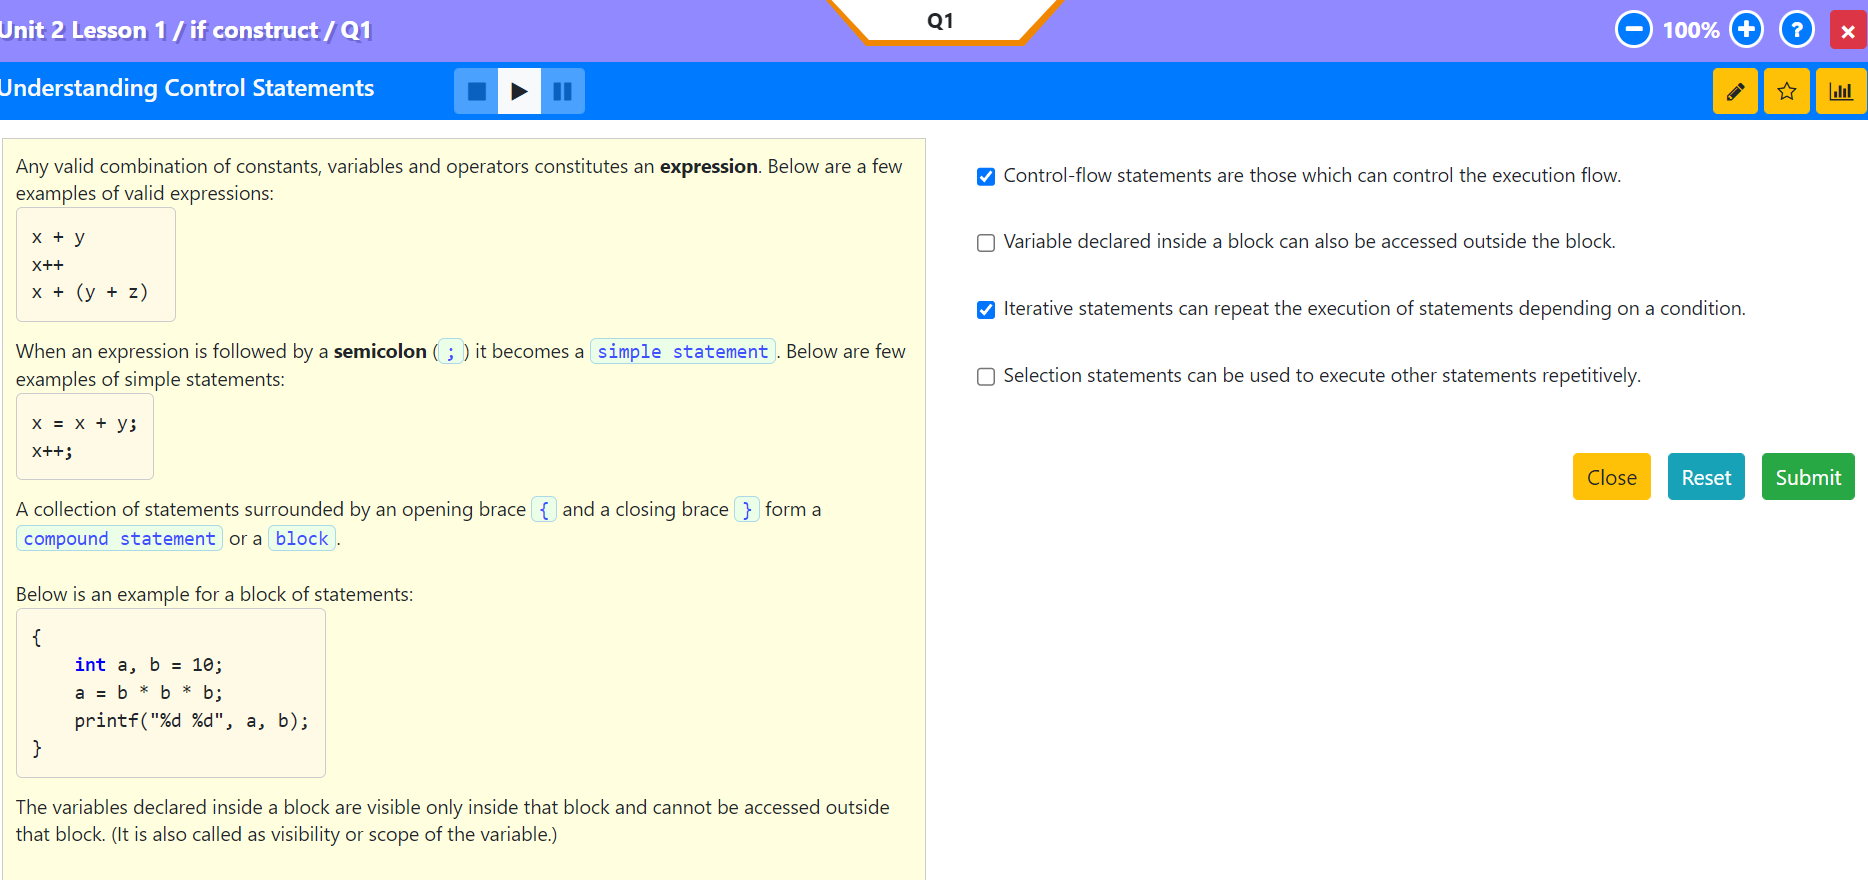 Unit 2 Lesson 1 / if construct / Q1
Q1
100%
Understanding Control Statements
Any valid combination of constants, variables and operators constitutes an expression. Below are a few
examples of valid expressions:
x + y
x++
x + (y + z)
When an expression is followed by a semicolon ( ; ) it becomes a simple statement . Below are few
examples of simple statements:
x = x + y;
x++;
A collection of statements surrounded by an opening brace { and a closing brace } form a
compound statement or a block .
Below is an example for a block of statements:
{
int a, b = 10;
a = b * b * b;
printf("%d %d", a, b);
}
The variables declared inside a block are visible only inside that block and cannot be accessed outside
that block. (It is also called as visibility or scope of the variable.)
Control-flow statements are those which can control the execution flow.
Variable declared inside a block can also be accessed outside the block.
Iterative statements can repeat the execution of statements depending on a condition.
Selection statements can be used to execute other statements repetitively.
Close Reset Submit